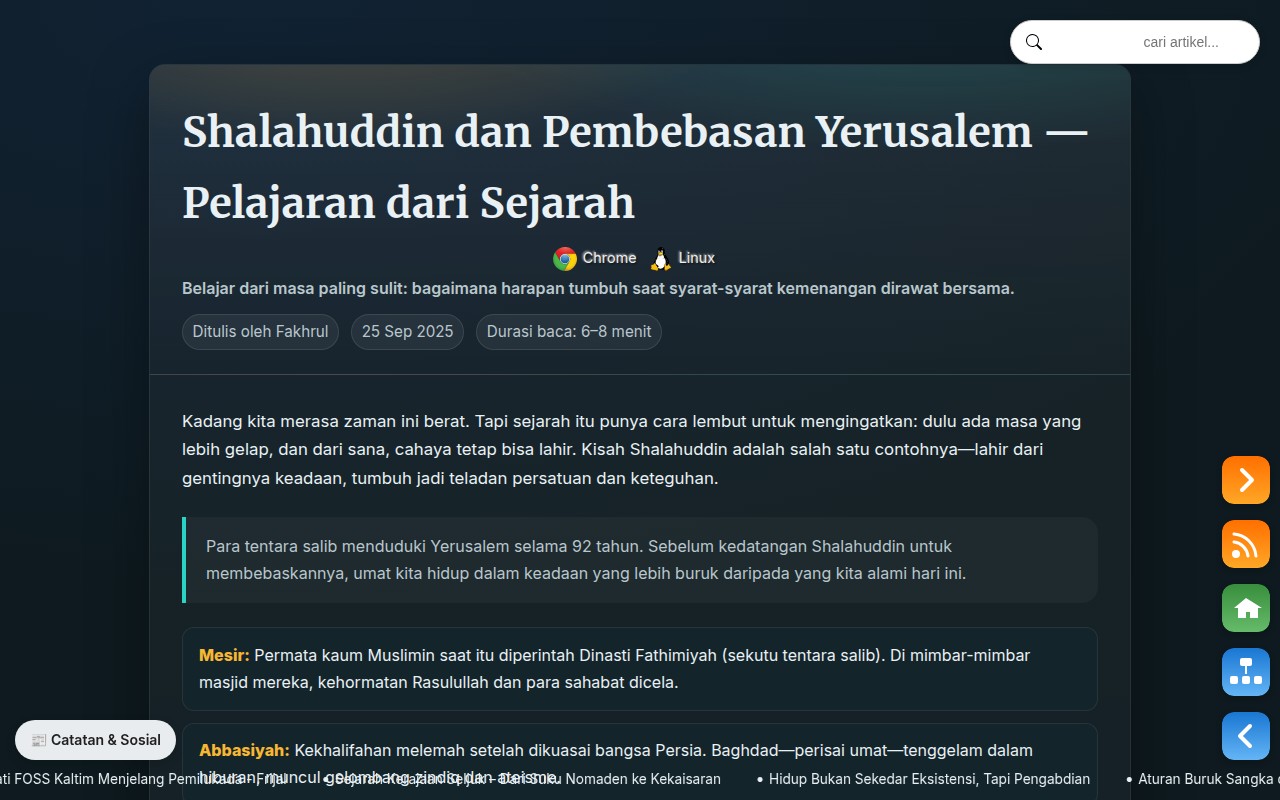 cari artikel...
Shalahuddin dan Pembebasan Yerusalem —
Pelajaran dari Sejarah
Chrome Linux
Belajar dari masa paling sulit: bagaimana harapan tumbuh saat syarat-syarat kemenangan dirawat bersama.
Ditulis oleh Fakhrul 25 Sep 2025 Durasi baca: 6–8 menit
Kadang kita merasa zaman ini berat. Tapi sejarah itu punya cara lembut untuk mengingatkan: dulu ada masa yang
lebih gelap, dan dari sana, cahaya tetap bisa lahir. Kisah Shalahuddin adalah salah satu contohnya—lahir dari
gentingnya keadaan, tumbuh jadi teladan persatuan dan keteguhan.
Para tentara salib menduduki Yerusalem selama 92 tahun. Sebelum kedatangan Shalahuddin untuk
membebaskannya, umat kita hidup dalam keadaan yang lebih buruk daripada yang kita alami hari ini.
Mesir: Permata kaum Muslimin saat itu diperintah Dinasti Fathimiyah (sekutu tentara salib). Di mimbar-mimbar
masjid mereka, kehormatan Rasulullah dan para sahabat dicela.
Abbasiyah: Kekhalifahan melemah setelah dikuasai bangsa Persia. Baghdad—perisai umat—tenggelam dalam
hiburan, muncul gelombang zindiq dan ateisme.
📰 Catatan & Sosial
FOSS Kaltim Menjelang • Sejarah Kerajaan Seljuk – Dari Suku Nomaden ke Kekaisaran • Hidup Bukan Sekedar Eksistensi, Tapi Pengabdian • Aturan Buruk Sangka